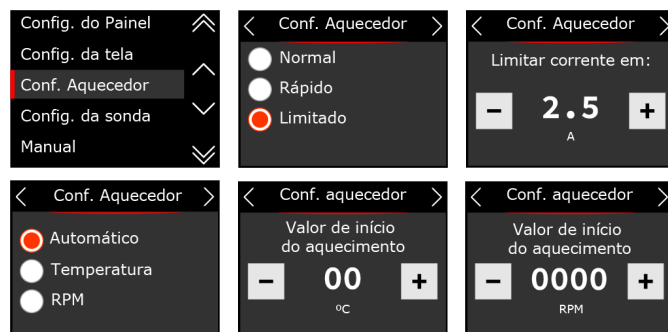 Config. do Painel
Config. da tela
Conf. Aquecedor
Config. da sonda
Manual
Conf. Aquecedor
Normal
Rápido
Limitado
Conf. Aquecedor
Limitar corrente em:
− 2.5 +
A
Conf. Aquecedor
Automático
Temperatura
RPM
Conf. aquecedor
Valor de início
do aquecimento
− 00 +
ºC
Conf. aquecedor
Valor de início
do aquecimento
− 0000 +
RPM